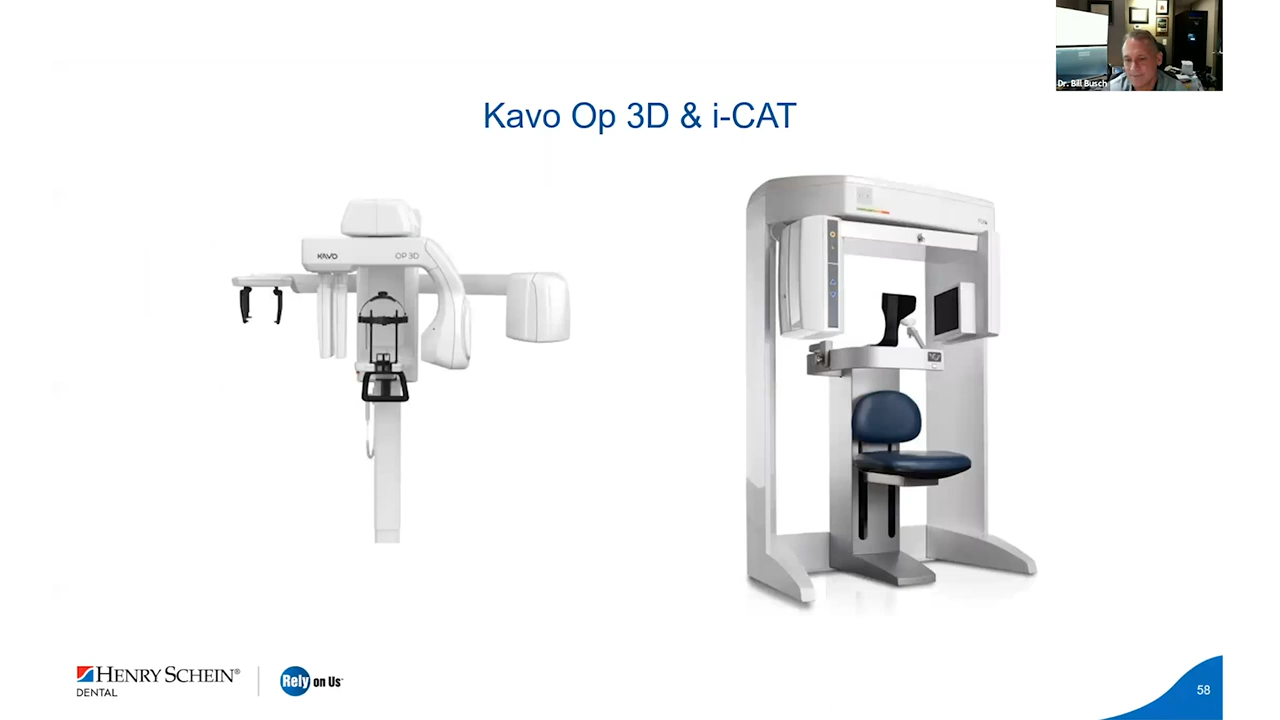 Dr. Bill Busch
Kavo Op 3D & i-CAT
KAVO
OP 3D
HENRY SCHEIN®
DENTAL
Rely on Us™
58